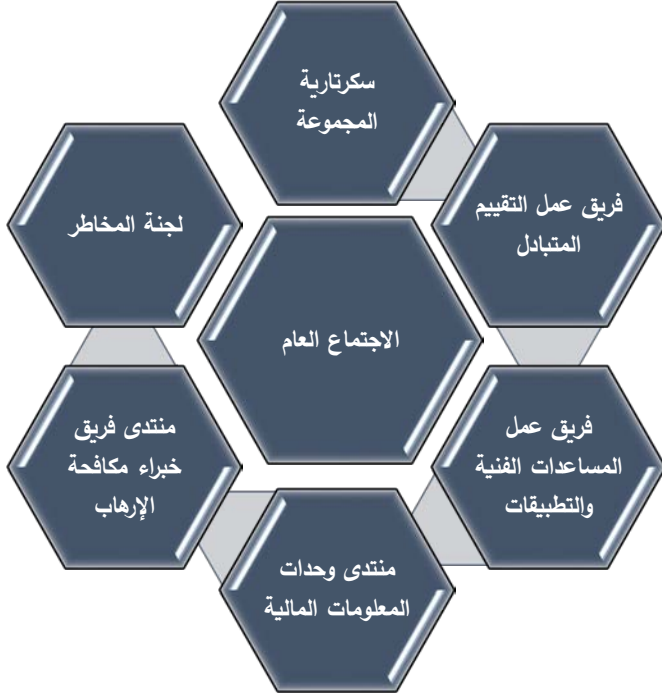 سكرتارية
المجموعة
فريق عمل التقييم
المتبادل
فريق عمل
المساعدات الفنية
والتطبيقات
منتدى وحدات
المعلومات المالية
منتدى فريق
خبراء مكافحة
الإرهاب
لجنة المخاطر
الاجتماع العام